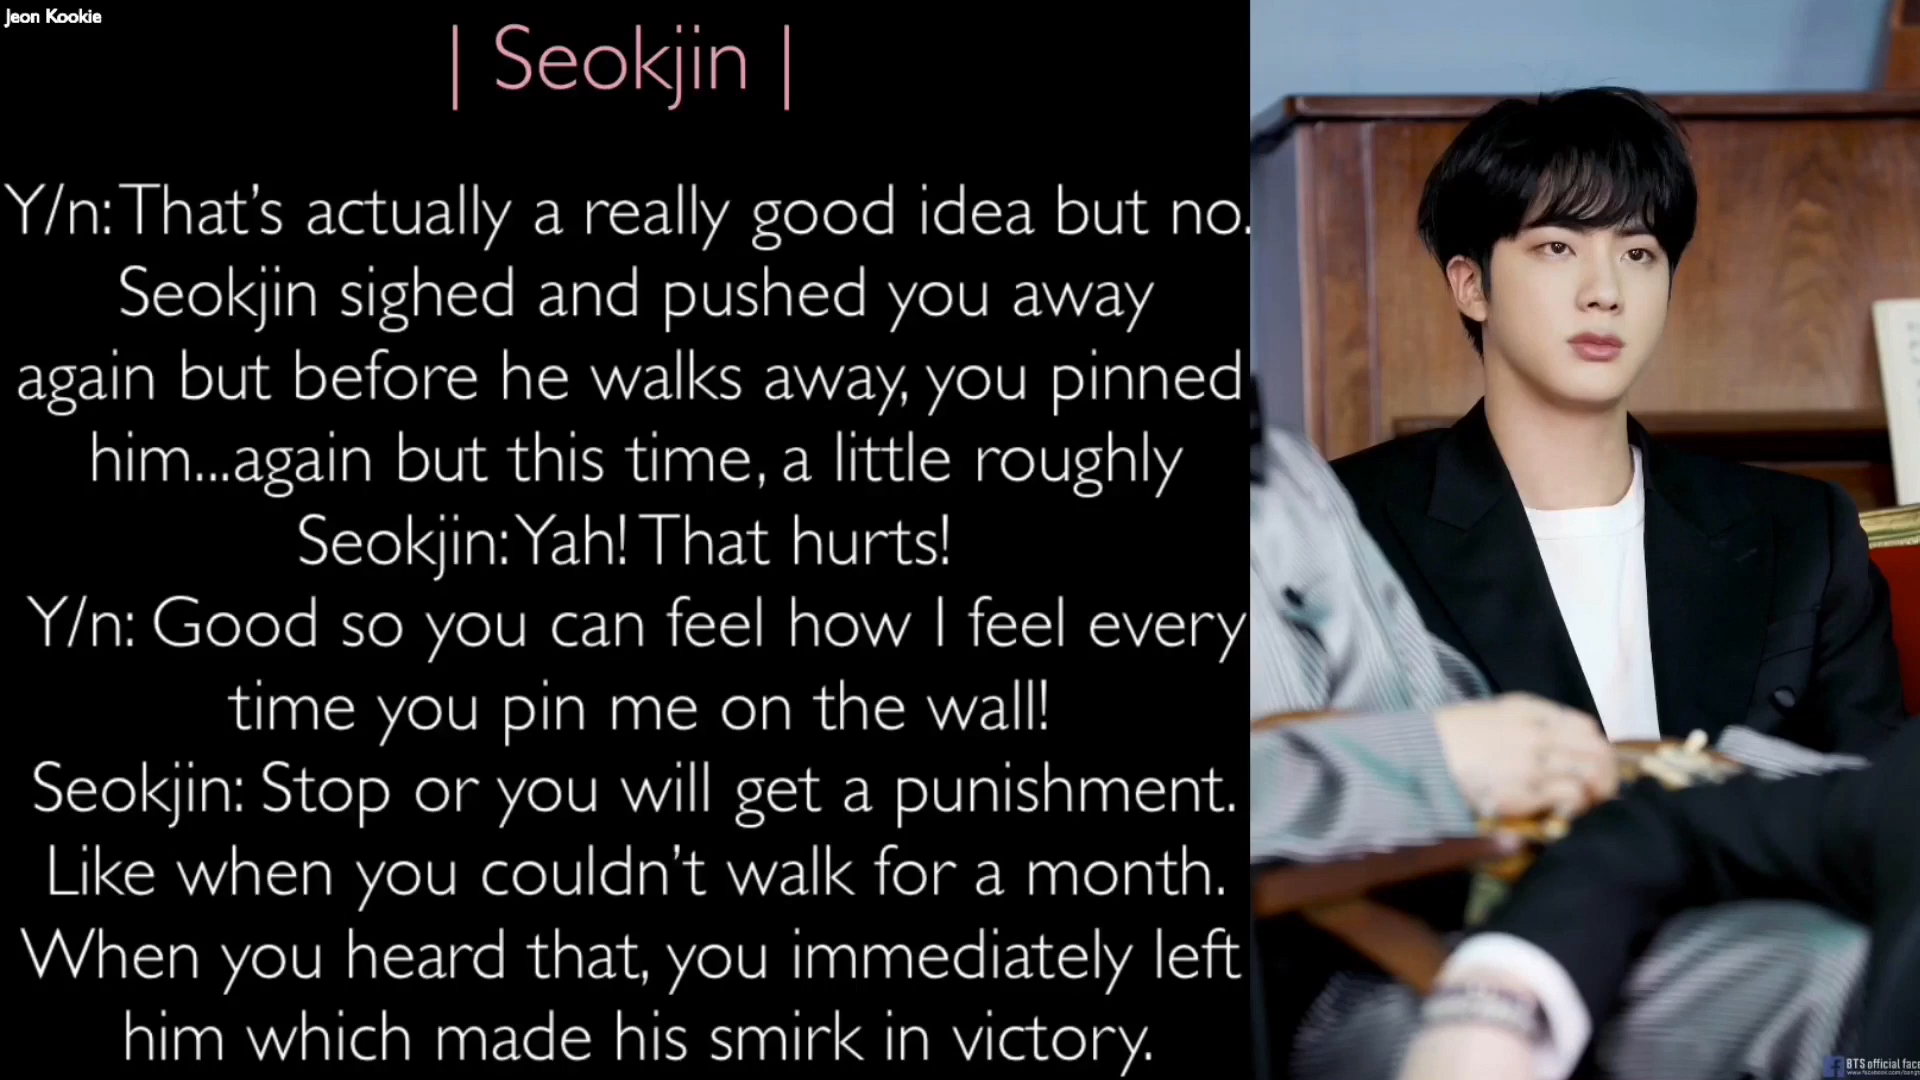 Jeon Kookie
| Seokjin |
Y/n: That's actually a really good idea but no.
Seokjin sighed and pushed you away
again but before he walks away, you pinned
him...again but this time, a little roughly
Seokjin: Yah! That hurts!
Y/n: Good so you can feel how I feel every
time you pin me on the wall!
Seokjin: Stop or you will get a punishment.
Like when you couldn't walk for a month.
When you heard that, you immediately left
him which made his smirk in victory.
BTS official face